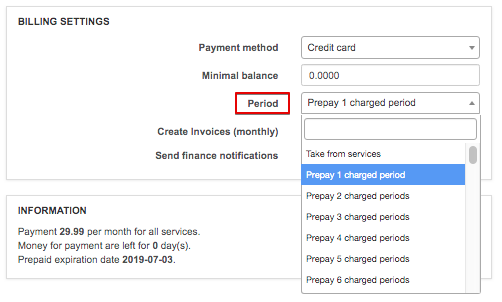 BILLING SETTINGS
Payment method Credit card
Minimal balance 0.0000
Period Prepay 1 charged period
Create Invoices (monthly)
Send finance notifications
Take from services
Prepay 1 charged period
Prepay 2 charged periods
Prepay 3 charged periods
Prepay 4 charged periods
Prepay 5 charged periods
Prepay 6 charged periods
INFORMATION
Payment 29.99 per month for all services.
Money for payment are left for 0 day(s).
Prepaid expiration date 2019-07-03.